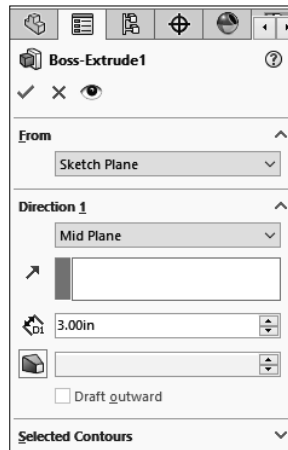 Boss-Extrude1
From
Sketch Plane
Direction 1
Mid Plane
D1
3.00in
Draft outward
Selected Contours